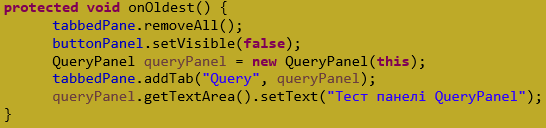 protected void onOldest() {
tabbedPane.removeAll();
buttonPanel.setVisible(false);
QueryPanel queryPanel = new QueryPanel(this);
tabbedPane.addTab("Query", queryPanel);
queryPanel.getTextArea().setText("Тест панелі QueryPanel");
}